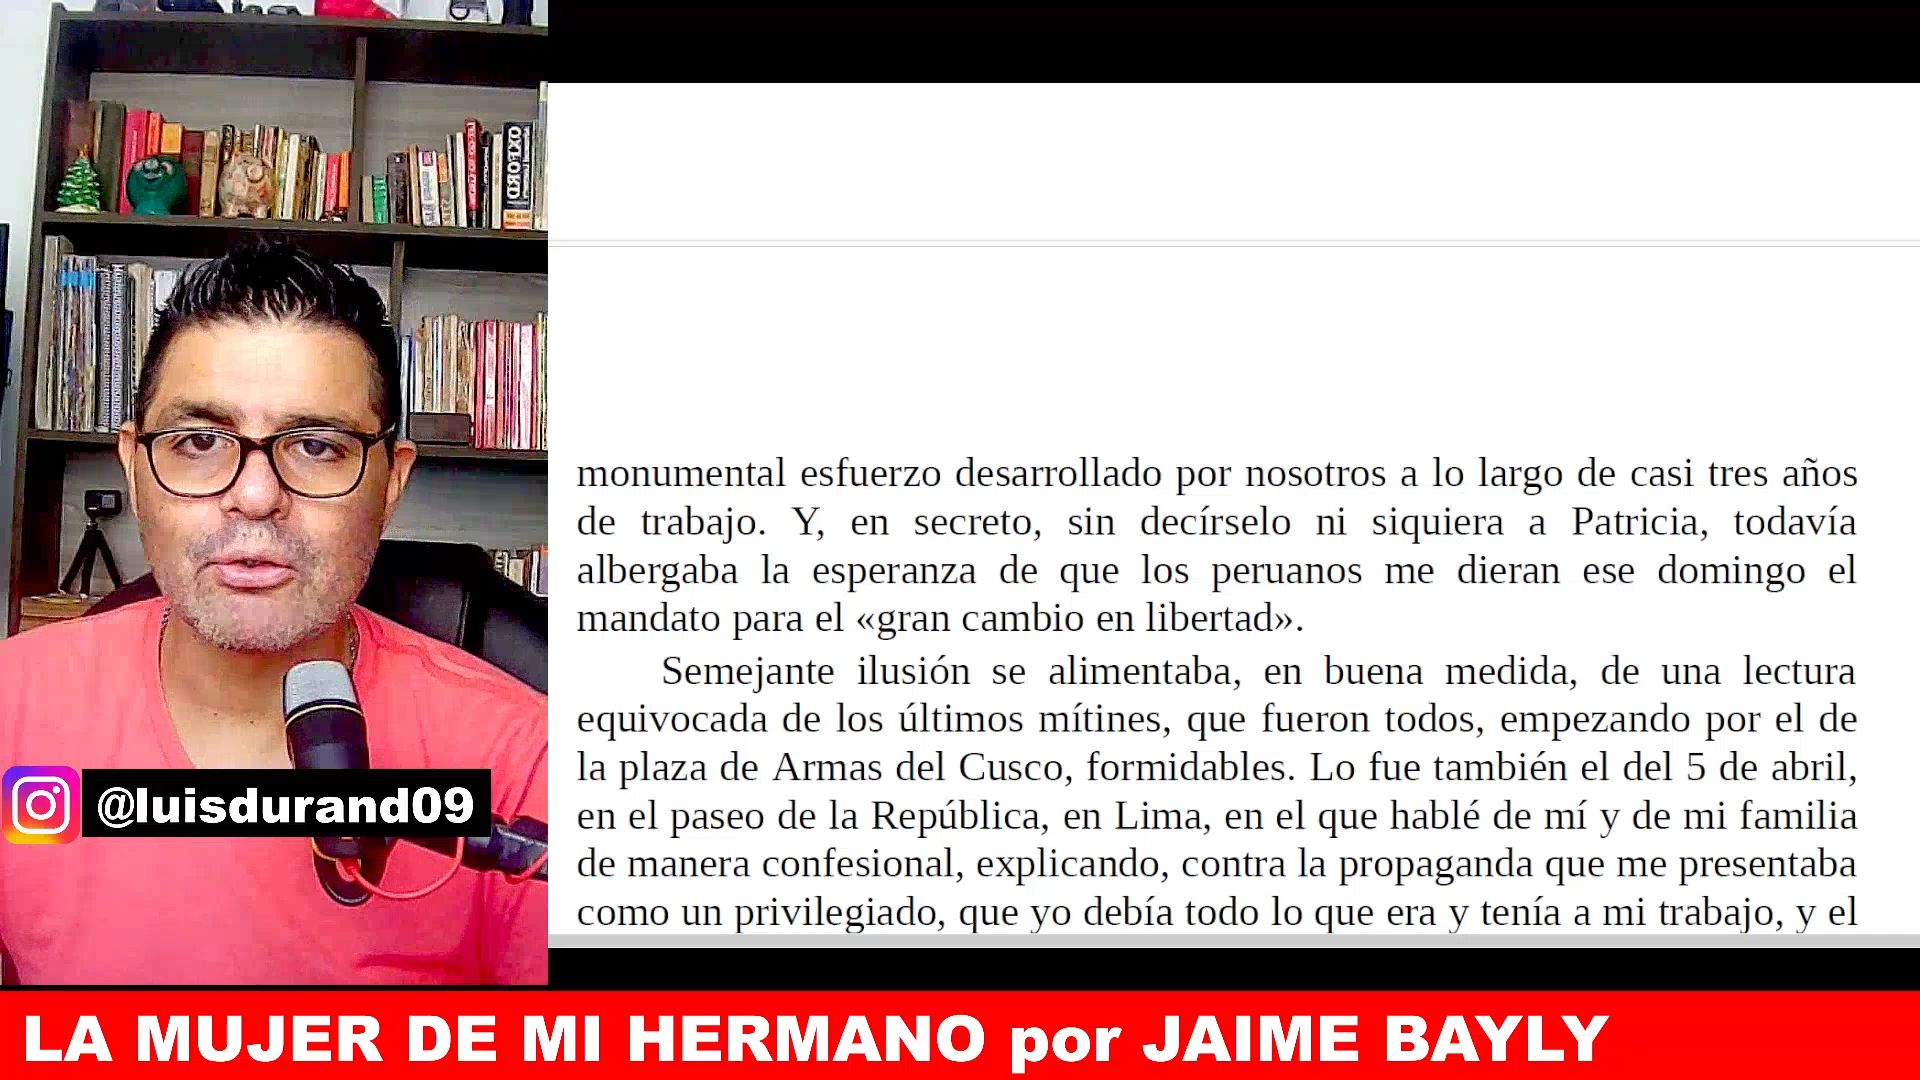 OXFORD
monumental esfuerzo desarrollado por nosotros a lo largo de casi tres años
de trabajo. Y, en secreto, sin decírselo ni siquiera a Patricia, todavía
albergaba la esperanza de que los peruanos me dieran ese domingo el
mandato para el «gran cambio en libertad».
Semejante ilusión se alimentaba, en buena medida, de una lectura
equivocada de los últimos mítines, que fueron todos, empezando por el de
la plaza de Armas del Cusco, formidables. Lo fue también el del 5 de abril,
en el paseo de la República, en Lima, en el que hablé de mí y de mi familia
de manera confesional, explicando, contra la propaganda que me presentaba
como un privilegiado, que yo debía todo lo que era y tenía a mi trabajo, y el
@luisdurand09
LA MUJER DE MI HERMANO por JAIME BAYLY